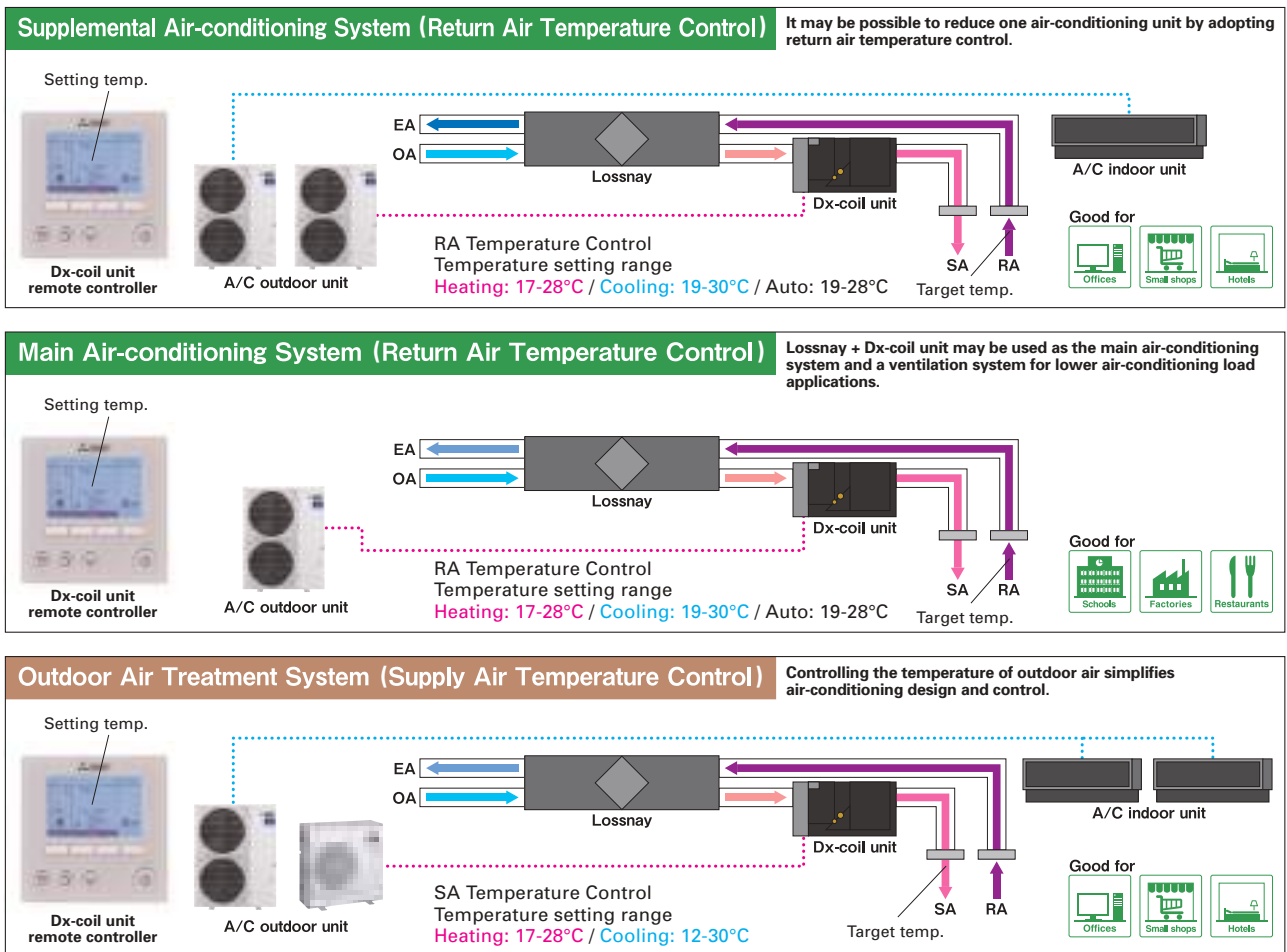 Supplemental Air-conditioning System (Return Air Temperature Control)
It may be possible to reduce one air-conditioning unit by adopting
return air temperature control.
Setting temp.
EA
OA
Lossnay
Dx-coil unit
A/C indoor unit
Dx-coil unit
remote controller
A/C outdoor unit
RA Temperature Control
Temperature setting range
Heating: 17-28°C / Cooling: 19-30°C / Auto: 19-28°C
SA
RA
Target temp.
Good for
Offices
Small shops
Hotels
Main Air-conditioning System (Return Air Temperature Control)
Lossnay + Dx-coil unit may be used as the main air-conditioning
system and a ventilation system for lower air-conditioning load
applications.
Setting temp.
EA
OA
Lossnay
Dx-coil unit
Dx-coil unit
remote controller
A/C outdoor unit
RA Temperature Control
Temperature setting range
Heating: 17-28°C / Cooling: 19-30°C / Auto: 19-28°C
SA
RA
Target temp.
Good for
Schools
Factories
Restaurants
Outdoor Air Treatment System (Supply Air Temperature Control)
Controlling the temperature of outdoor air simplifies
air-conditioning design and control.
Setting temp.
EA
OA
Lossnay
Dx-coil unit
A/C indoor unit
Dx-coil unit
remote controller
A/C outdoor unit
SA Temperature Control
Temperature setting range
Heating: 17-28°C / Cooling: 12-30°C
SA
RA
Target temp.
Good for
Offices
Small shops
Hotels